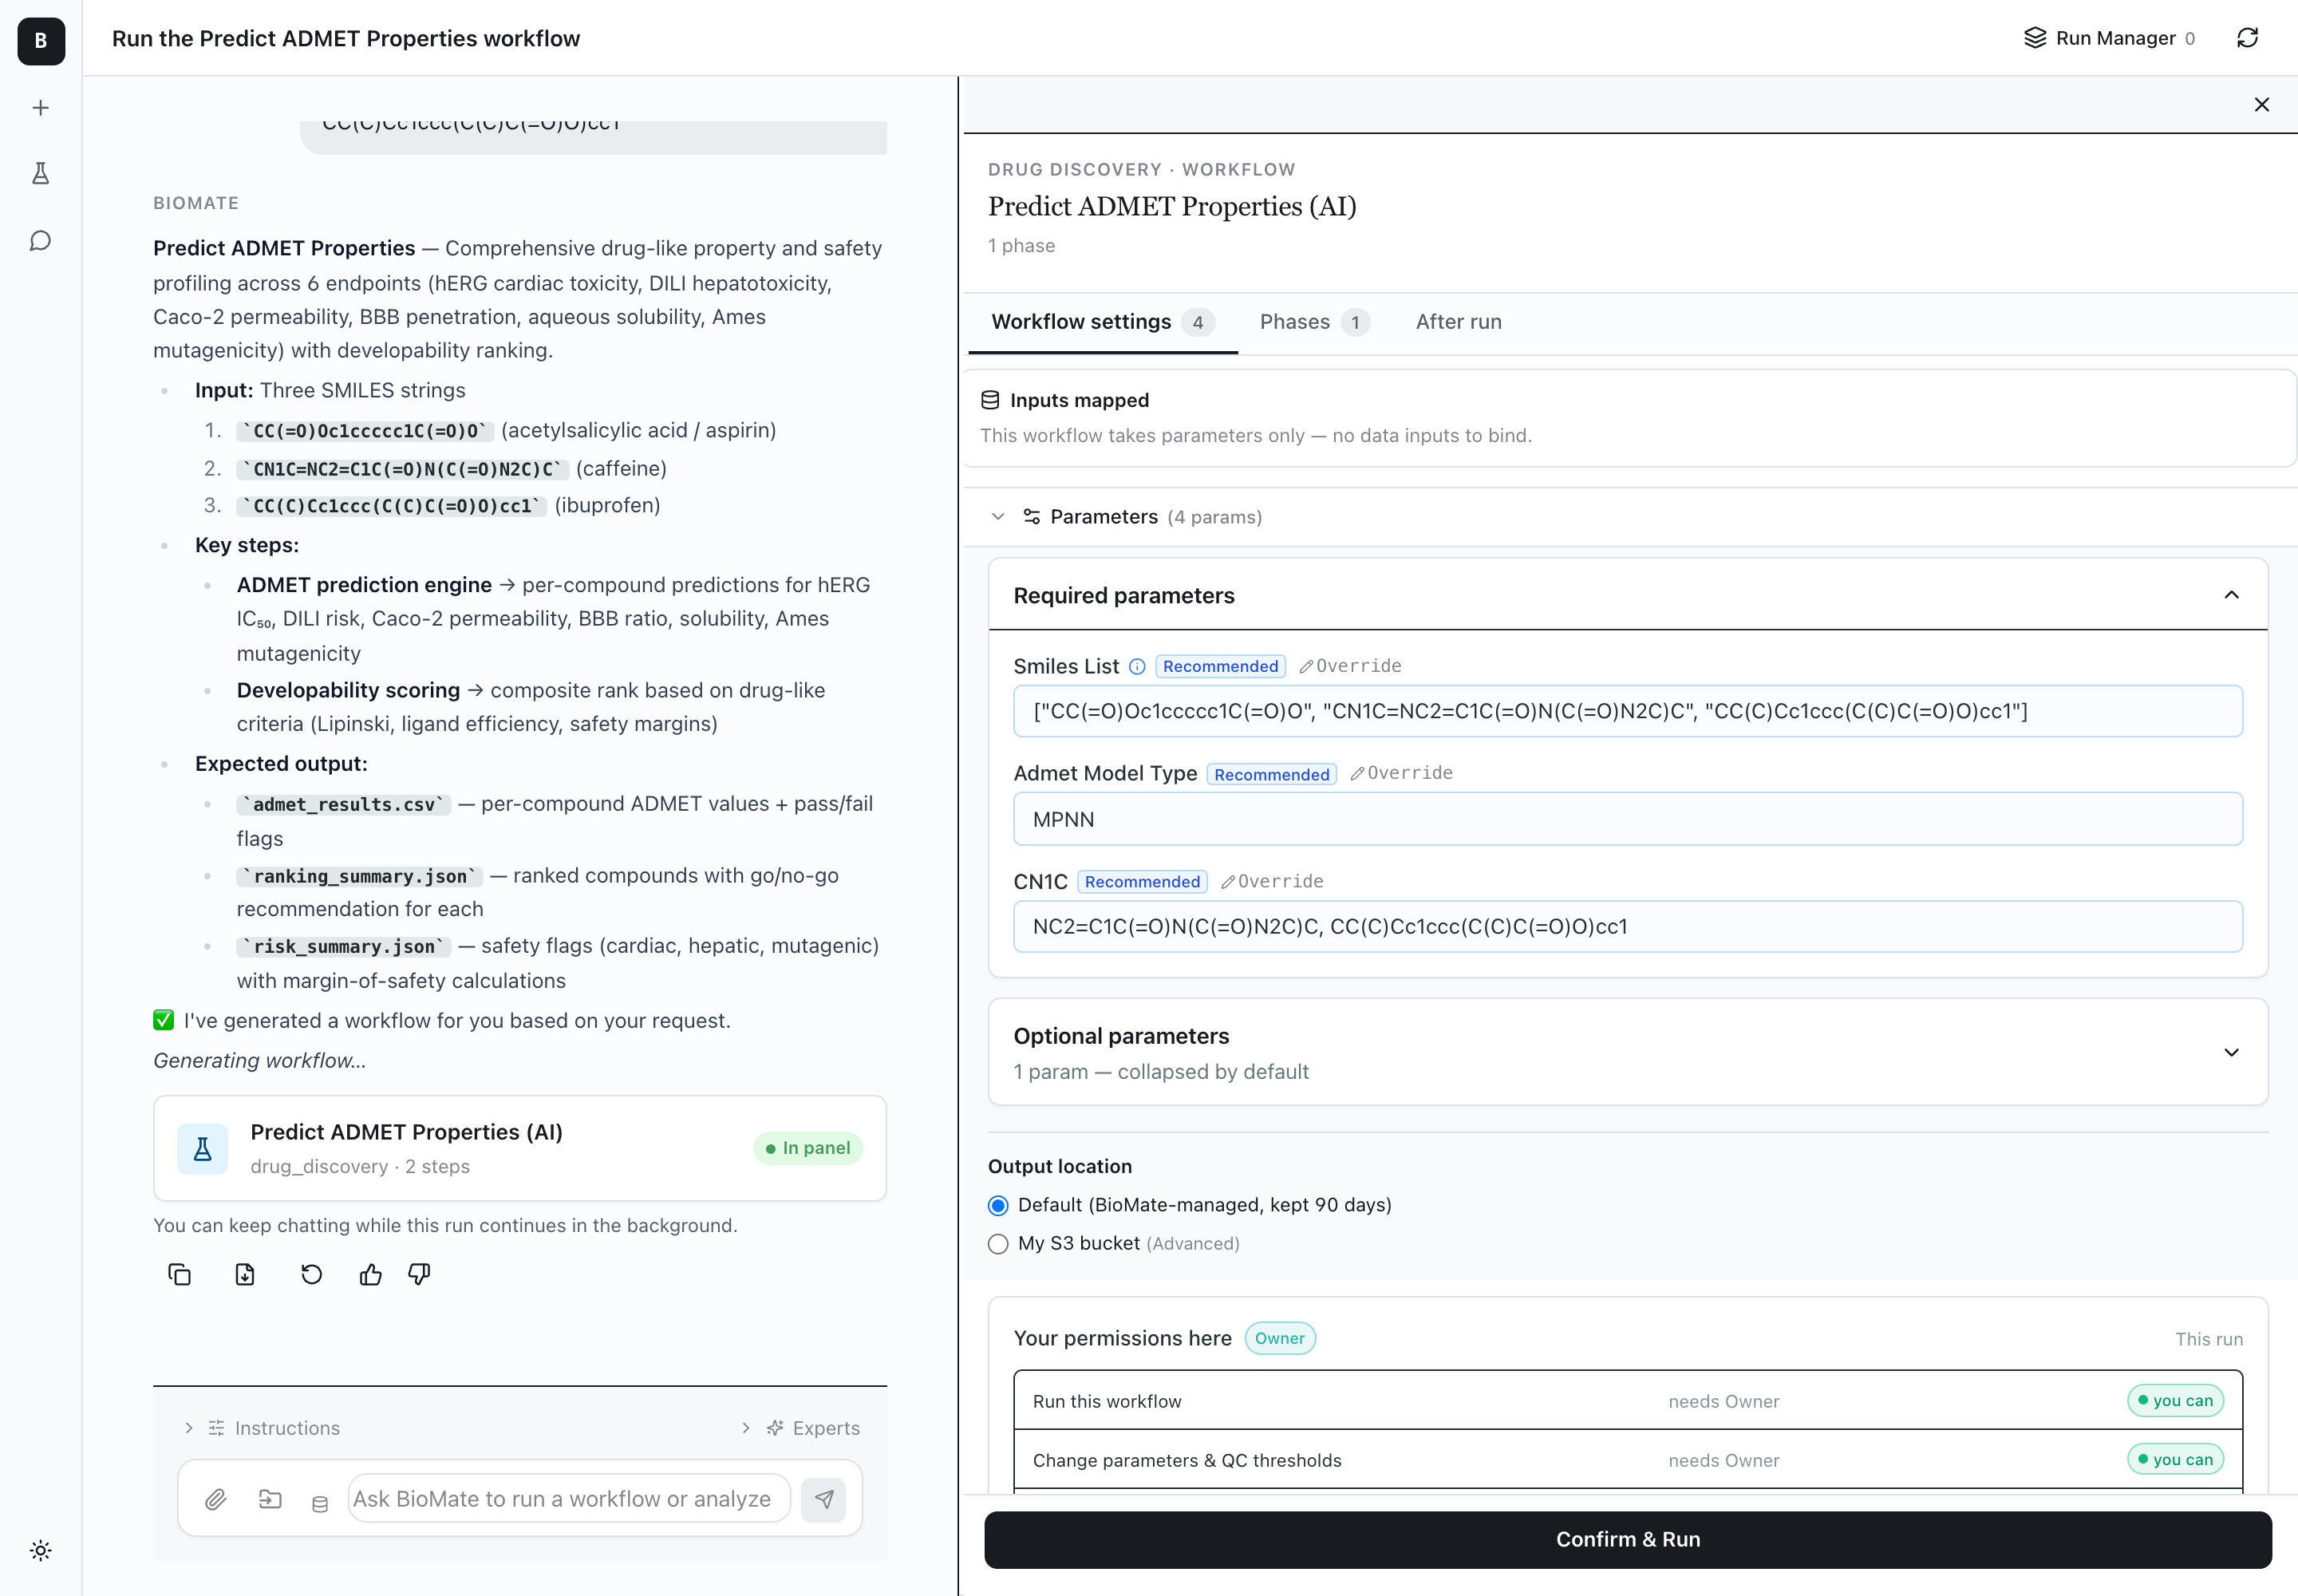 B
Run the Predict ADMET Properties workflow
Run Manager 0
CC(C)Cc1ccc(C(C)C(=O)O)cc1
BIOMATE
Predict ADMET Properties — Comprehensive drug-like property and safety
profiling across 6 endpoints (hERG cardiac toxicity, DILI hepatotoxicity,
Caco-2 permeability, BBB penetration, aqueous solubility, Ames
mutagenicity) with developability ranking.
Input: Three SMILES strings
1. `CC(=O)Oc1ccccc1C(=O)O` (acetylsalicylic acid / aspirin)
2. `CN1C=NC2=C1C(=O)N(C(=O)N2C)C` (caffeine)
3. `CC(C)Cc1ccc(C(C)C(=O)O)cc1` (ibuprofen)
Key steps:
ADMET prediction engine → per-compound predictions for hERG
IC₅₀, DILI risk, Caco-2 permeability, BBB ratio, solubility, Ames
mutagenicity
Developability scoring → composite rank based on drug-like
criteria (Lipinski, ligand efficiency, safety margins)
Expected output:
`admet_results.csv` — per-compound ADMET values + pass/fail
flags
`ranking_summary.json` — ranked compounds with go/no-go
recommendation for each
`risk_summary.json` — safety flags (cardiac, hepatic, mutagenic)
with margin-of-safety calculations
✅ I've generated a workflow for you based on your request.
Generating workflow...
Predict ADMET Properties (AI)
drug_discovery · 2 steps
In panel
You can keep chatting while this run continues in the background.
Instructions
Experts
Ask BioMate to run a workflow or analyze
DRUG DISCOVERY · WORKFLOW
Predict ADMET Properties (AI)
1 phase
Workflow settings 4
Phases 1
After run
Inputs mapped
This workflow takes parameters only — no data inputs to bind.
Parameters (4 params)
Required parameters
Smiles List Recommended Override
["CC(=O)Oc1ccccc1C(=O)O", "CN1C=NC2=C1C(=O)N(C(=O)N2C)C", "CC(C)Cc1ccc(C(C)C(=O)O)cc1"]
Admet Model Type Recommended Override
MPNN
CN1C Recommended Override
NC2=C1C(=O)N(C(=O)N2C)C, CC(C)Cc1ccc(C(C)C(=O)O)cc1
Optional parameters
1 param — collapsed by default
Output location
Default (BioMate-managed, kept 90 days)
My S3 bucket (Advanced)
Your permissions here Owner
This run
Run this workflow needs Owner you can
Change parameters & QC thresholds needs Owner you can
Confirm & Run